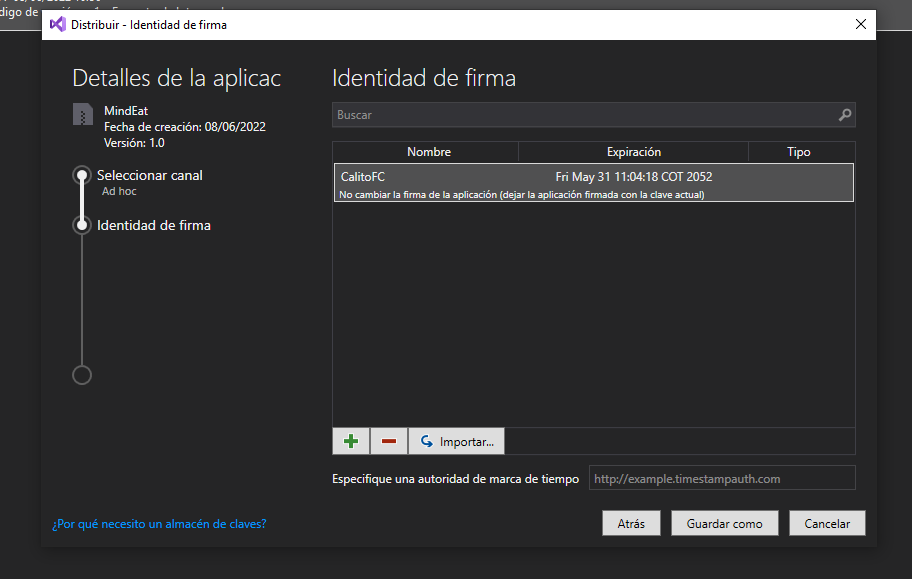 Distribuir - Identidad de firma
Detalles de la aplicac
MindEat
Fecha de creación: 08/06/2022
Versión: 1.0
Seleccionar canal
Ad hoc
Identidad de firma
Identidad de firma
Buscar
Nombre Expiración Tipo
CalitoFC Fri May 31 11:04:18 COT 2052
No cambiar la firma de la aplicación (dejar la aplicación firmada con la clave actual)
Importar...
Especifique una autoridad de marca de tiempo http://example.timestampauth.com
¿Por qué necesito un almacén de claves?
Atrás Guardar como Cancelar